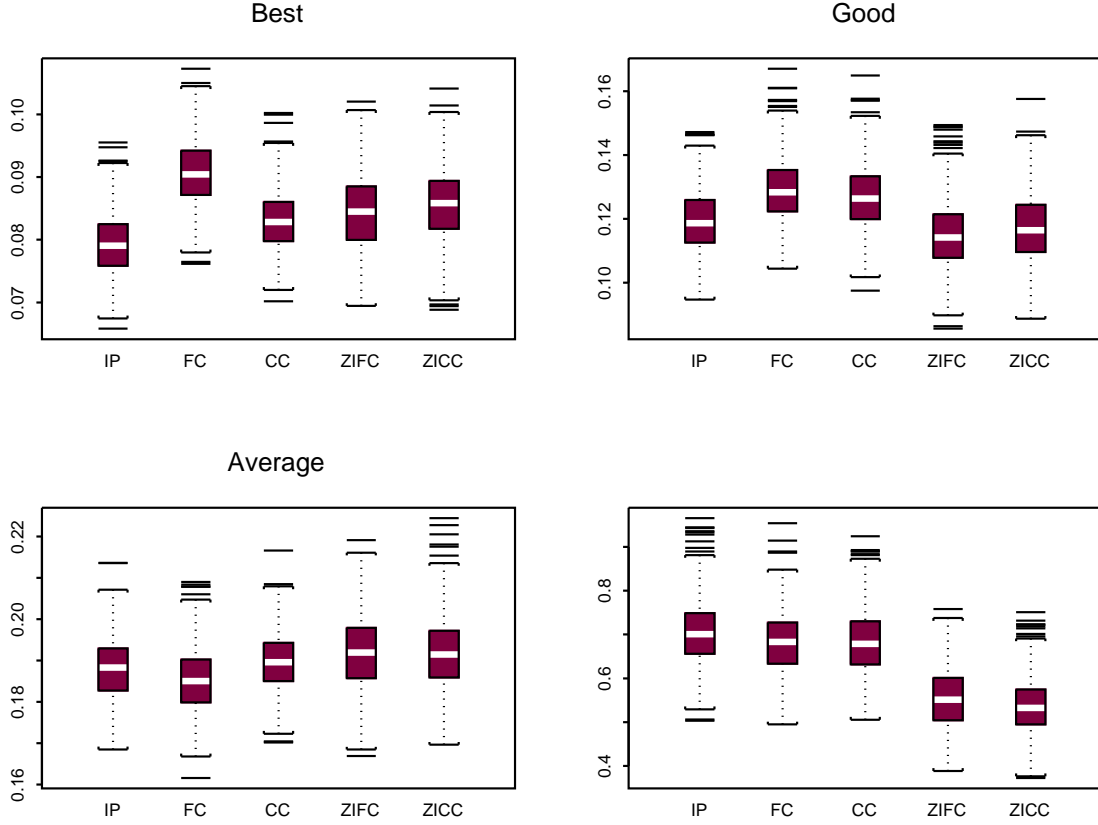 Best
0.10
0.09
0.08
0.07
IP FC CC ZIFC ZICC
Good
0.16
0.14
0.12
0.10
IP FC CC ZIFC ZICC
Average
0.22
0.20
0.18
0.16
IP FC CC ZIFC ZICC
0.8
0.6
0.4
IP FC CC ZIFC ZICC